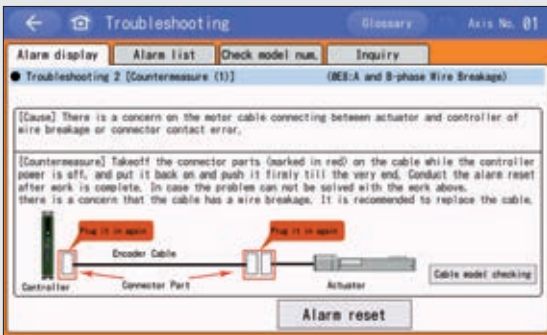 Troubleshooting Glossary Axis No. 01
Alarm display Alarm list Check model num. Inquiry
● Troubleshooting 2 [Countermeasure (1)] (0E8:A and B-phase Wire Breakage)
[Cause] There is a concern on the motor cable connecting between actuator and controller of
wire breakage or connector contact error.
[Countermeasure] Takeoff the connector parts (marked in red) on the cable while the controller
power is off, and put it back on and push it firmly till the very end. Conduct the alarm reset
after work is complete. In case the problem can not be solved with the work above.
there is a concern that the cable has a wire breakage. It is recomended to replace the cable.
Plug it in again Plug it in again
Encoder Cable
Controller Connector Part Actuator Cable model checking
Alarm reset